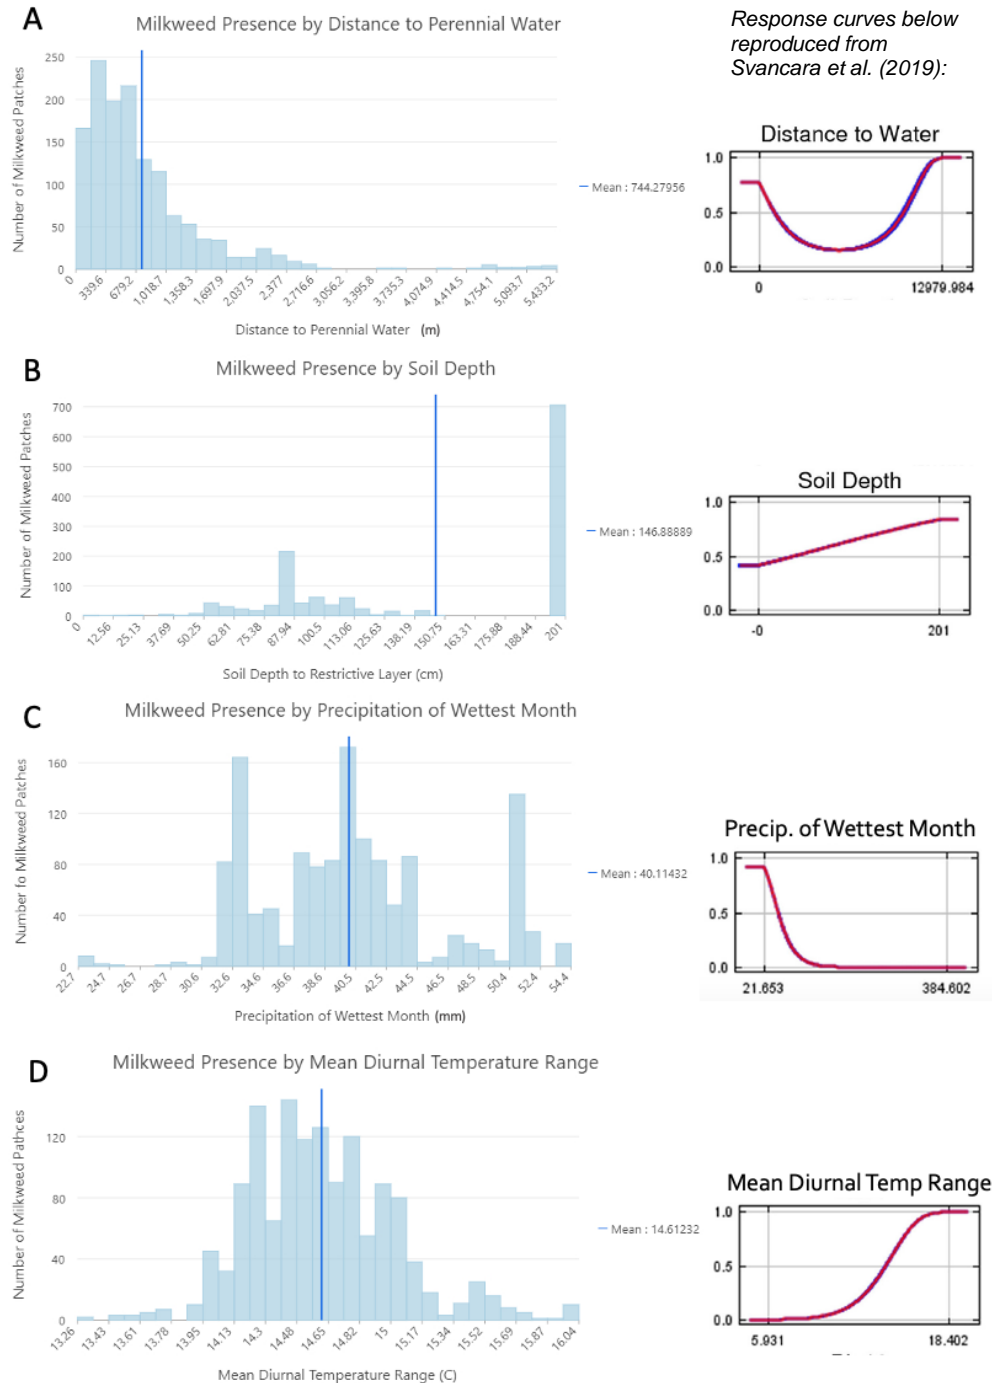 A
Milkweed Presence by Distance to Perennial Water
Response curves below
reproduced from
Svancara et al. (2019):
Number of Milkweed Patches
250
200
150
100
50
0
0 339.6 679.2 1,018.7 1,358.3 1,697.9 2,037.5 2,377 2,716.6 3,056.2 3,395.8 3,735.3 4,074.9 4,414.5 4,754.1 5,093.7 5,433.2
Distance to Perennial Water (m)
Mean : 744.27956
Distance to Water
1.0
0.5
0.0
0 12979.984
B
Milkweed Presence by Soil Depth
Number of Milkweed Patches
700
600
500
400
300
200
100
0
0 12.56 25.13 37.69 50.25 62.81 75.38 87.94 100.5 113.06 125.63 138.19 150.75 163.31 175.88 188.44 201
Soil Depth to Restrictive Layer (cm)
Mean : 146.88889
Soil Depth
1.0
0.5
0.0
-0 201
C
Milkweed Presence by Precipitation of Wettest Month
Number fo Milkweed Patches
160
120
80
40
0
22.7 24.7 26.7 28.7 30.6 32.6 34.6 36.6 38.6 40.5 42.5 44.5 46.5 48.5 50.4 52.4 54.4
Precipitation of Wettest Month (mm)
Mean : 40.11432
Precip. of Wettest Month
1.0
0.5
0.0
21.653 384.602
D
Milkweed Presence by Mean Diurnal Temperature Range
Number of Milkweed Pathces
120
80
40
0
13.26 13.43 13.61 13.78 13.95 14.13 14.3 14.48 14.65 14.82 15 15.17 15.34 15.52 15.69 15.87 16.04
Mean Diurnal Temperature Range (C)
Mean : 14.61232
Mean Diurnal Temp Range
1.0
0.5
0.0
5.931 18.402